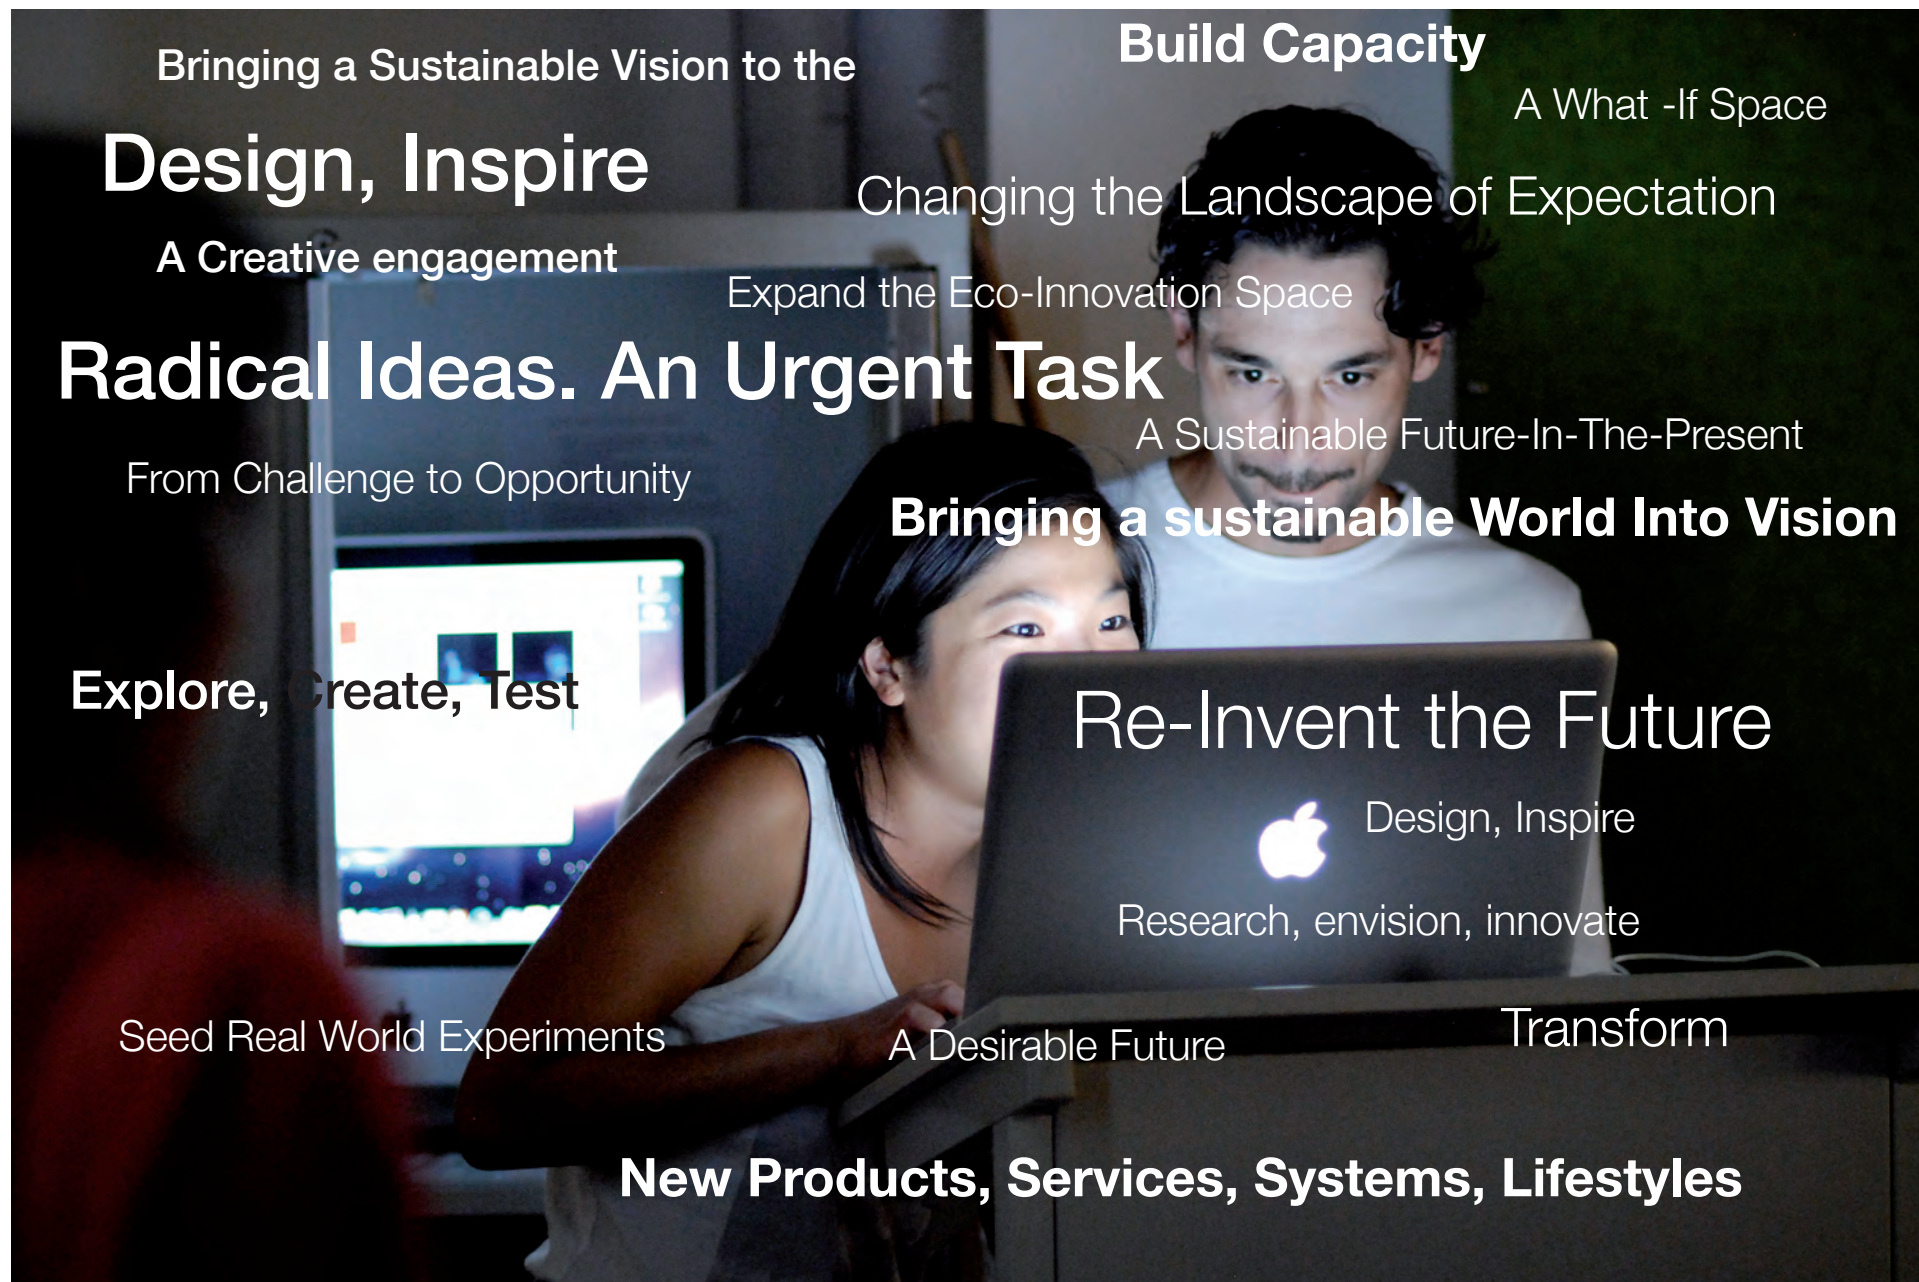 Build Capacity
Bringing a Sustainable Vision to the
A What -If Space
Design, Inspire
Changing the Landscape of Expectation
A Creative engagement
Expand the Eco-Innovation Space
Radical Ideas. An Urgent Task
A Sustainable Future-In-The-Present
From Challenge to Opportunity
Bringing a sustainable World Into Vision
Explore, Create, Test
Re-Invent the Future
Design, Inspire
Research, envision, innovate
Transform
Seed Real World Experiments
A Desirable Future
New Products, Services, Systems, Lifestyles